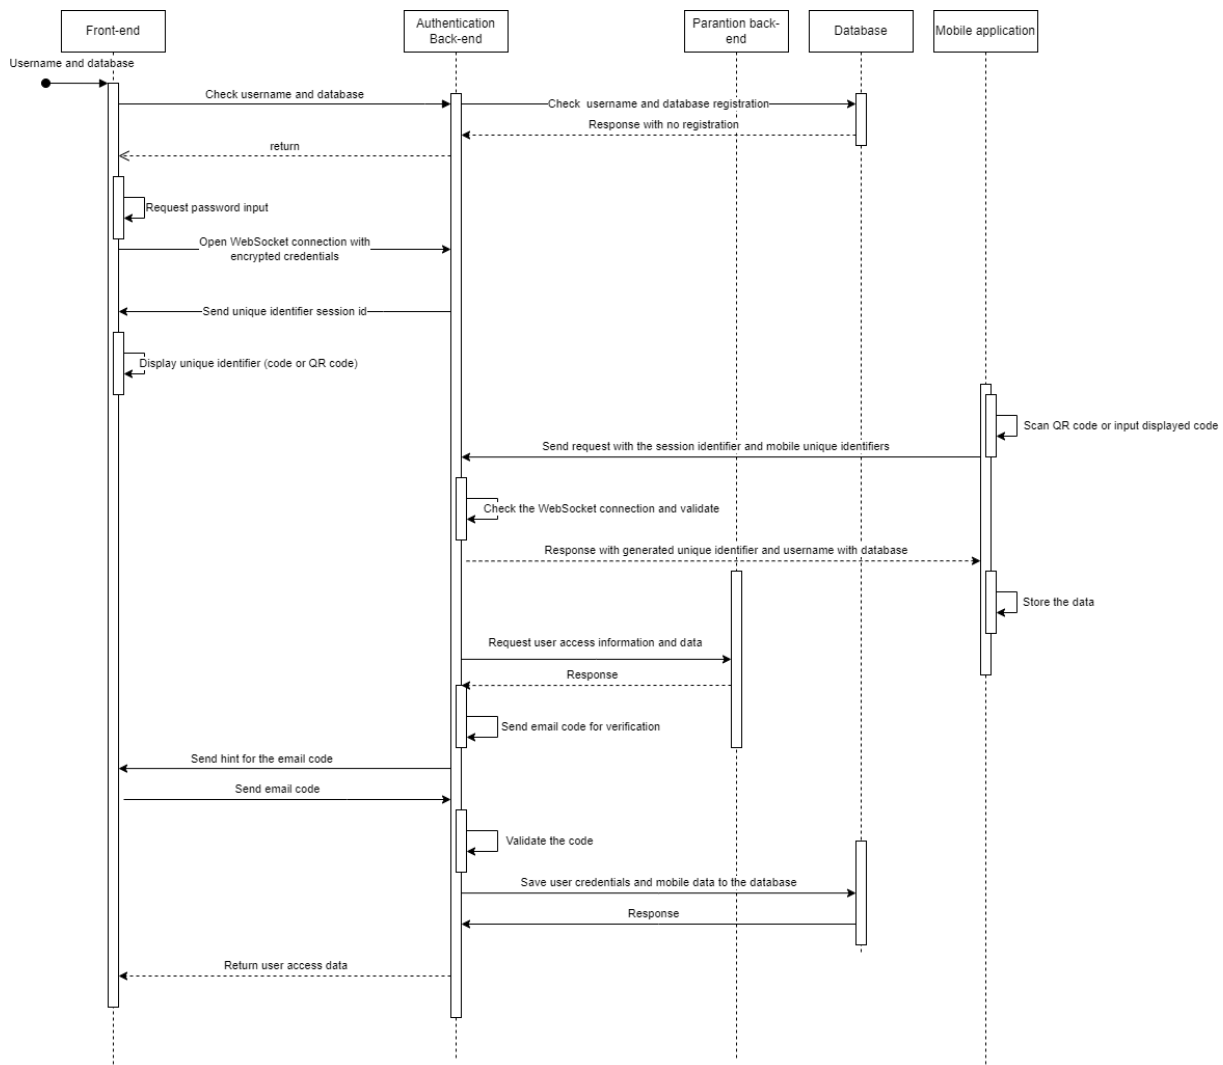 Front-end
Authentication
Back-end
Parantion back-
end
Database
Mobile application
Username and database
Check username and database
Check  username and database registration
Response with no registration
return
Request password input
Open WebSocket connection with
encrypted credentials
Send unique identifier session id
Display unique identifier (code or QR code)
Scan QR code or input displayed code
Send request with the session identifier and mobile unique identifiers
Check the WebSocket connection and validate
Response with generated unique identifier and username with database
Store the data
Request user access information and data
Response
Send email code for verification
Send hint for the email code
Send email code
Validate the code
Save user credentials and mobile data to the database
Response
Return user access data